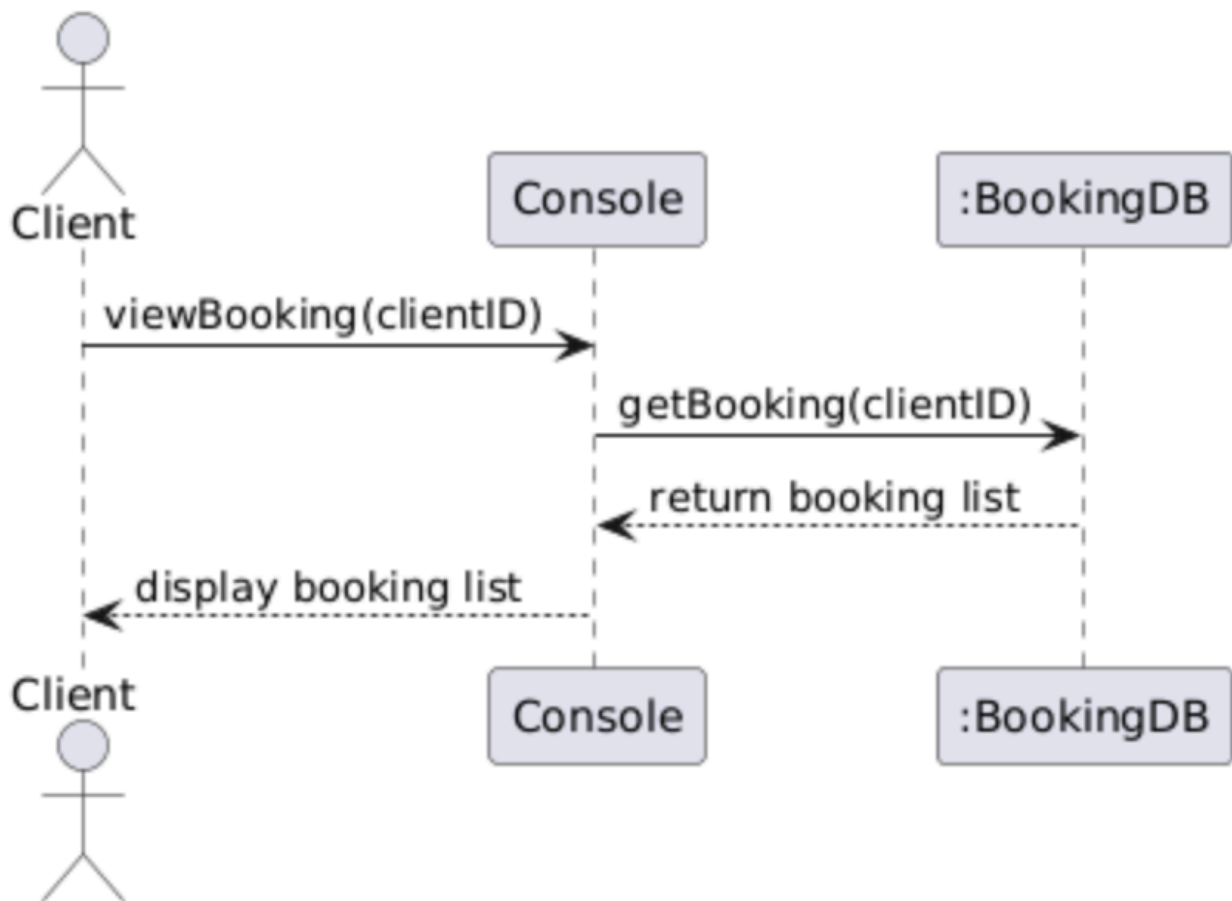 Client
Console
:BookingDB
viewBooking(clientID)
getBooking(clientID)
return booking list
display booking list
Client
Console
:BookingDB